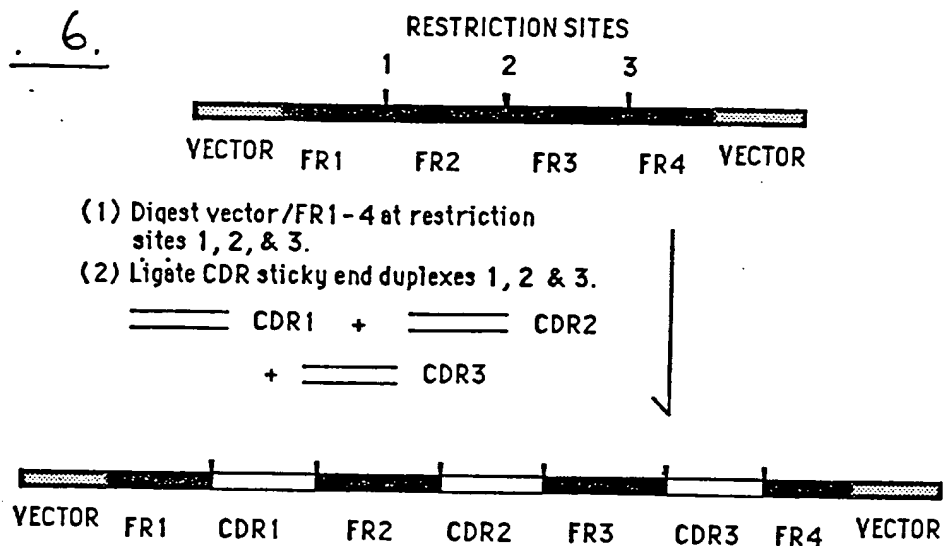 . 6.
RESTRICTION SITES
1 2 3
VECTOR FR1 FR2 FR3 FR4 VECTOR
(1) Digest vector/FR1-4 at restriction
sites 1, 2, & 3.
(2) Ligate CDR sticky end duplexes 1, 2 & 3.
CDR1 + CDR2
+ CDR3
VECTOR FR1 CDR1 FR2 CDR2 FR3 CDR3 FR4 VECTOR